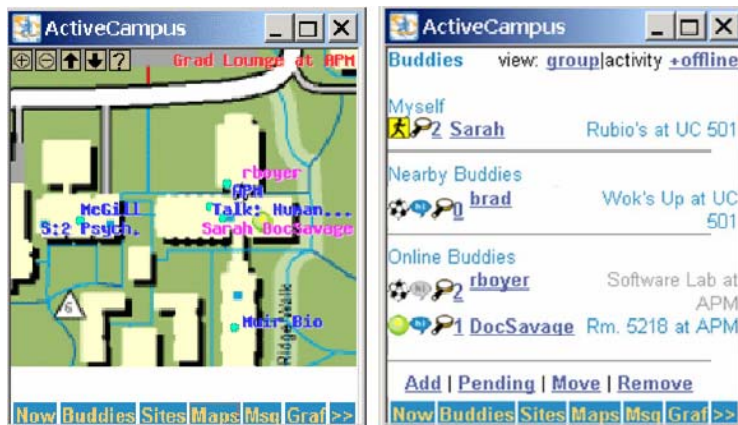 ActiveCampus
Grad Lounge at APM
rboyer
APM
McGill
Talk: Human...
S:2 Psych.
Sarah DocSavage
6
Muir Bio
Ridge Walk
Now Buddies Sites Maps Msg Graf >>
ActiveCampus
Buddies view: group|activity +offline
Myself
2 Sarah Rubio's at UC 501
Nearby Buddies
0 brad Wok's Up at UC
501
Online Buddies
2 rboyer Software Lab at
APM
1 DocSavage Rm. 5218 at APM
Add | Pending | Move | Remove
Now Buddies Sites Maps Msg Graf >>